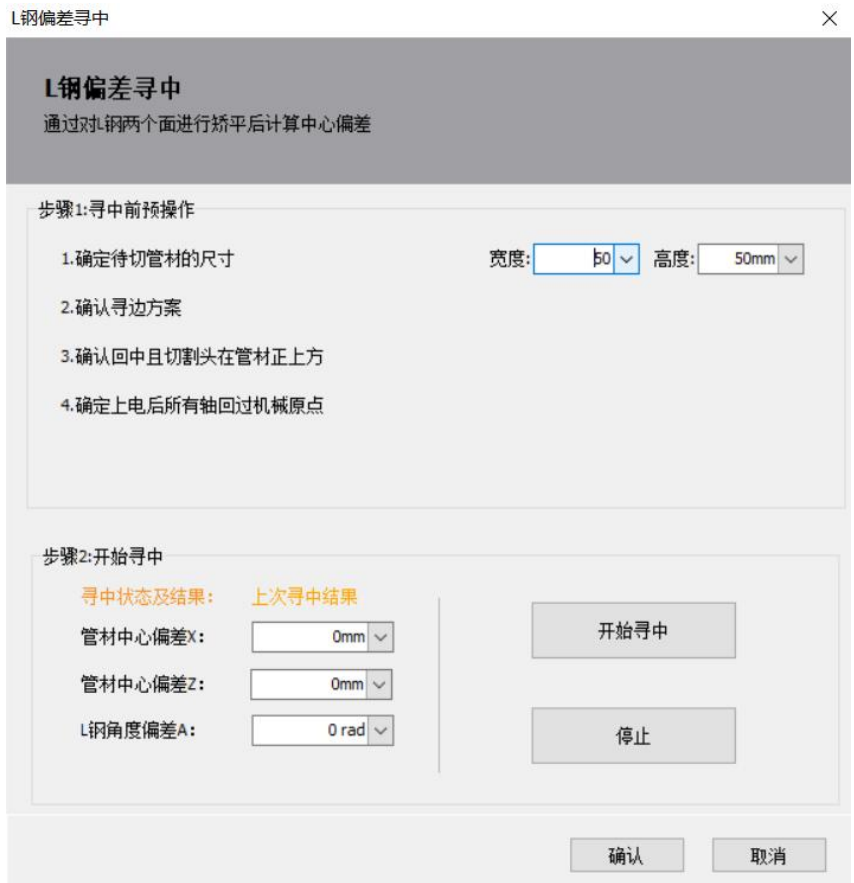 L钢偏差寻中
L钢偏差寻中
通过对L钢两个面进行矫平后计算中心偏差
步骤1:寻中前预操作
1.确定待切管材的尺寸 宽度: 50 高度: 50mm
2.确认寻边方案
3.确认回中且切割头在管材正上方
4.确定上电后所有轴回过机械原点
步骤2:开始寻中
寻中状态及结果: 上次寻中结果
管材中心偏差X: 0mm 开始寻中
管材中心偏差Z: 0mm
L钢角度偏差A: 0 rad 停止
确认 取消